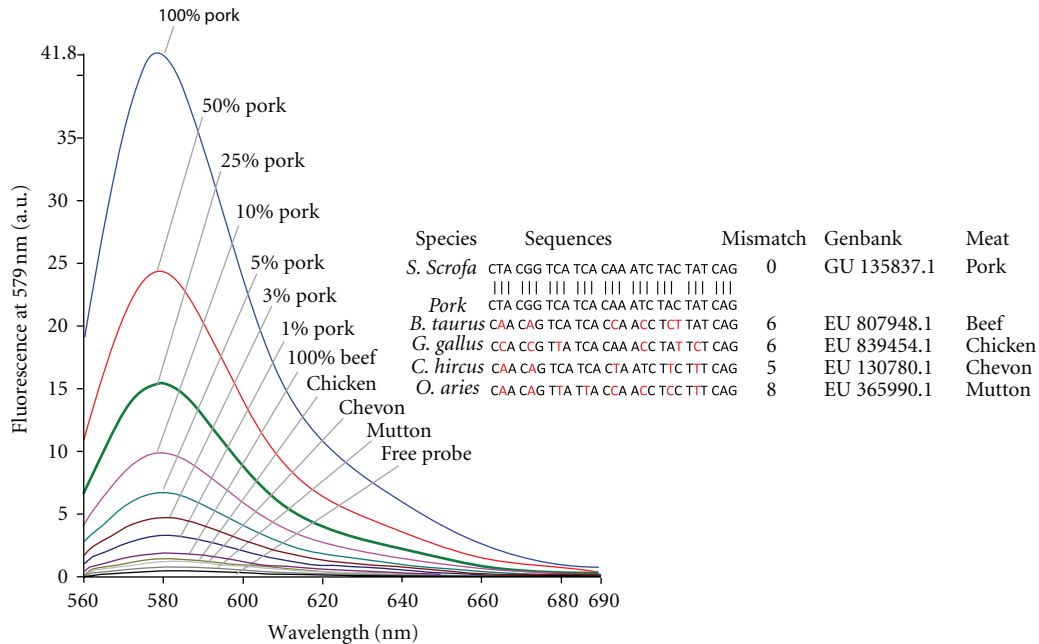 100% pork
41.8
50% pork
35
25% pork
30
10% pork
25
5% pork
20
3% pork
1% pork
15
100% beef
Chicken
10
Chevon
Mutton
5
Free probe
0
560 580 600 620 640 660 680 690
Wavelength (nm)
Fluorescence at 579 nm (a.u.)
Species Sequences Mismatch Genbank Meat
S. Scrofa CTA CGG TCA TCA CAA ATC TAC TAT CAG 0 GU 135837.1 Pork
Pork CTA CGG TCA TCA CAA ATC TAC TAT CAG
B. taurus CAA CAG TCA TCA CCA ACC TCT TAT CAG 6 EU 807948.1 Beef
G. gallus CCA CCG TTA TCA CAA ACC TAT TCT CAG 6 EU 839454.1 Chicken
C. hircus CAA CAG TCA TCA CTA ATC TTC TTT CAG 5 EU 130780.1 Chevon
O. aries CAA CAG TTA TTA CCA ACC TCC TTT CAG 8 EU 365990.1 Mutton